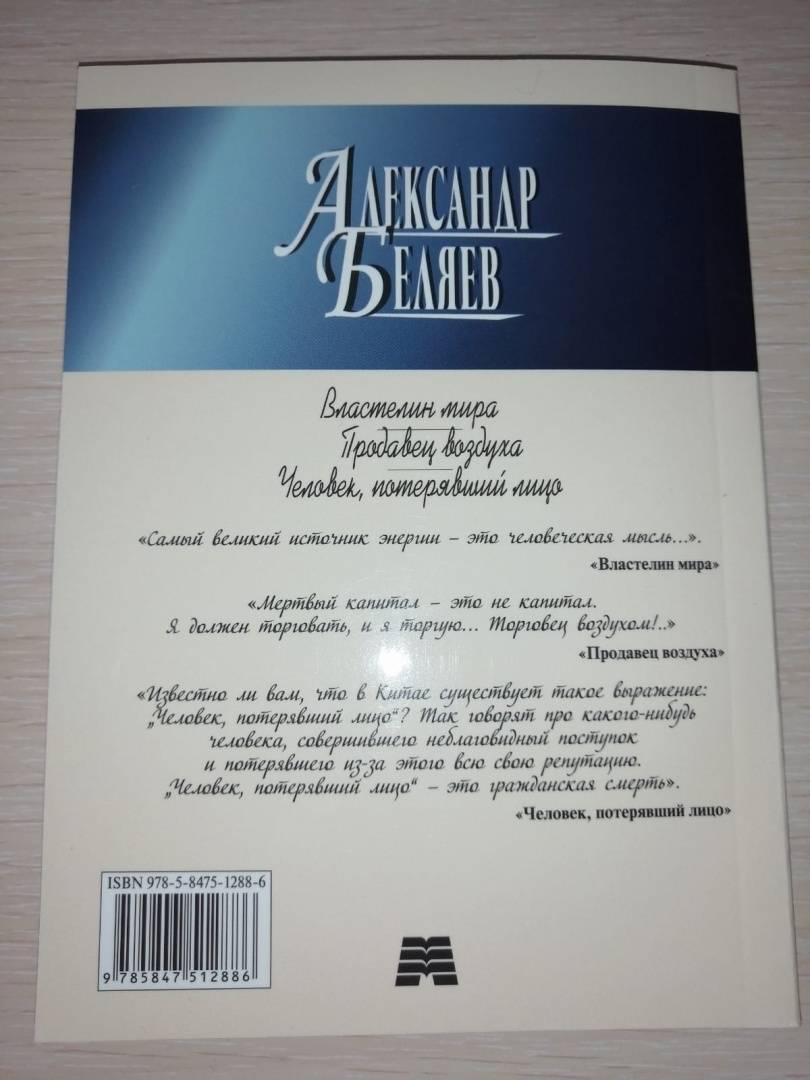 Александр
Беляев
Властелин мира
Продавец воздуха
Человек, потерявший лицо
«Самый великий источник энергии – это человеческая мысль...».
«Властелин мира»
«Мертвый капитал – это не капитал.
Я должен торговать, и я торгую... Торговец воздухом!..»
«Продавец воздуха»
«Известно ли вам, что в Китае существует такое выражение:
„Человек, потерявший лицо“? Так говорят про какого-нибудь
человека, совершившего неблаговидный поступок
и потерявшего из-за этого всю свою репутацию.
„Человек, потерявший лицо“ – это гражданская смерть».
«Человек, потерявший лицо»
ISBN 978-5-8475-1288-6
9 785847 512886